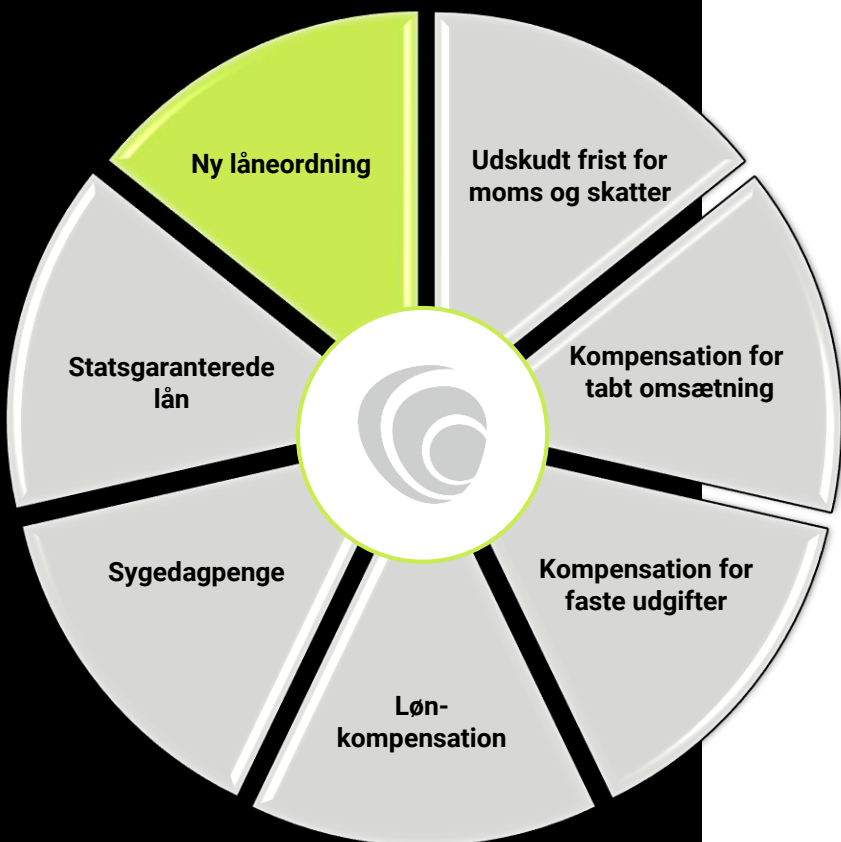 Ny låneordning
Udskudt frist for
moms og skatter
Kompensation for
tabt omsætning
Kompensation for
faste udgifter
Løn-
kompensation
Sygedagpenge
Statsgaranterede
lån